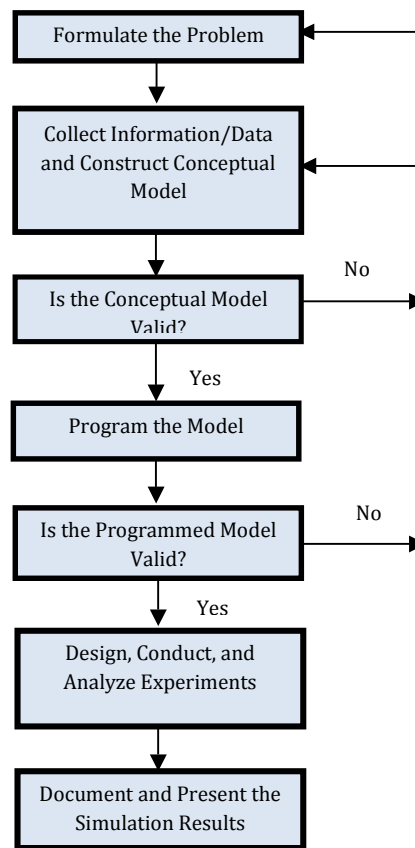 Formulate the Problem
Collect Information/Data
and Construct Conceptual
Model
No
Is the Conceptual Model
Valid?
Yes
Program the Model
No
Is the Programmed Model
Valid?
Yes
Design, Conduct, and
Analyze Experiments
Document and Present the
Simulation Results